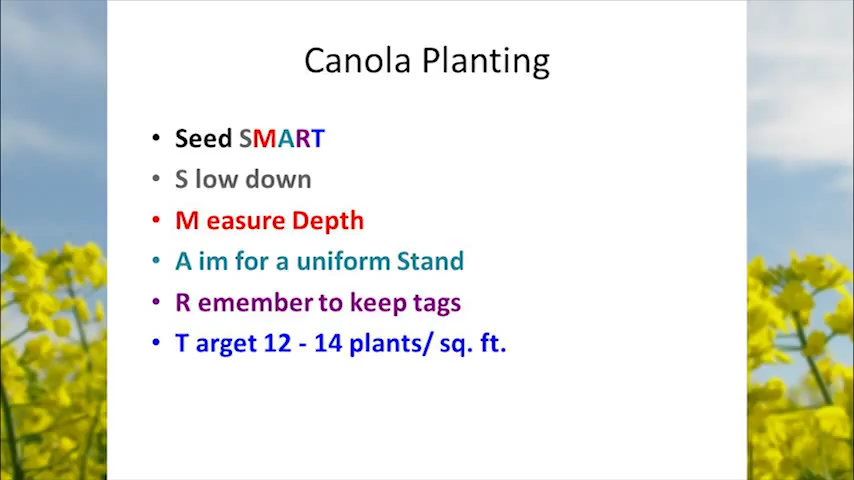 Canola Planting
• Seed SMART
• S low down
• M easure Depth
• A im for a uniform Stand
• R emember to keep tags
• T arget 12 - 14 plants/ sq. ft.